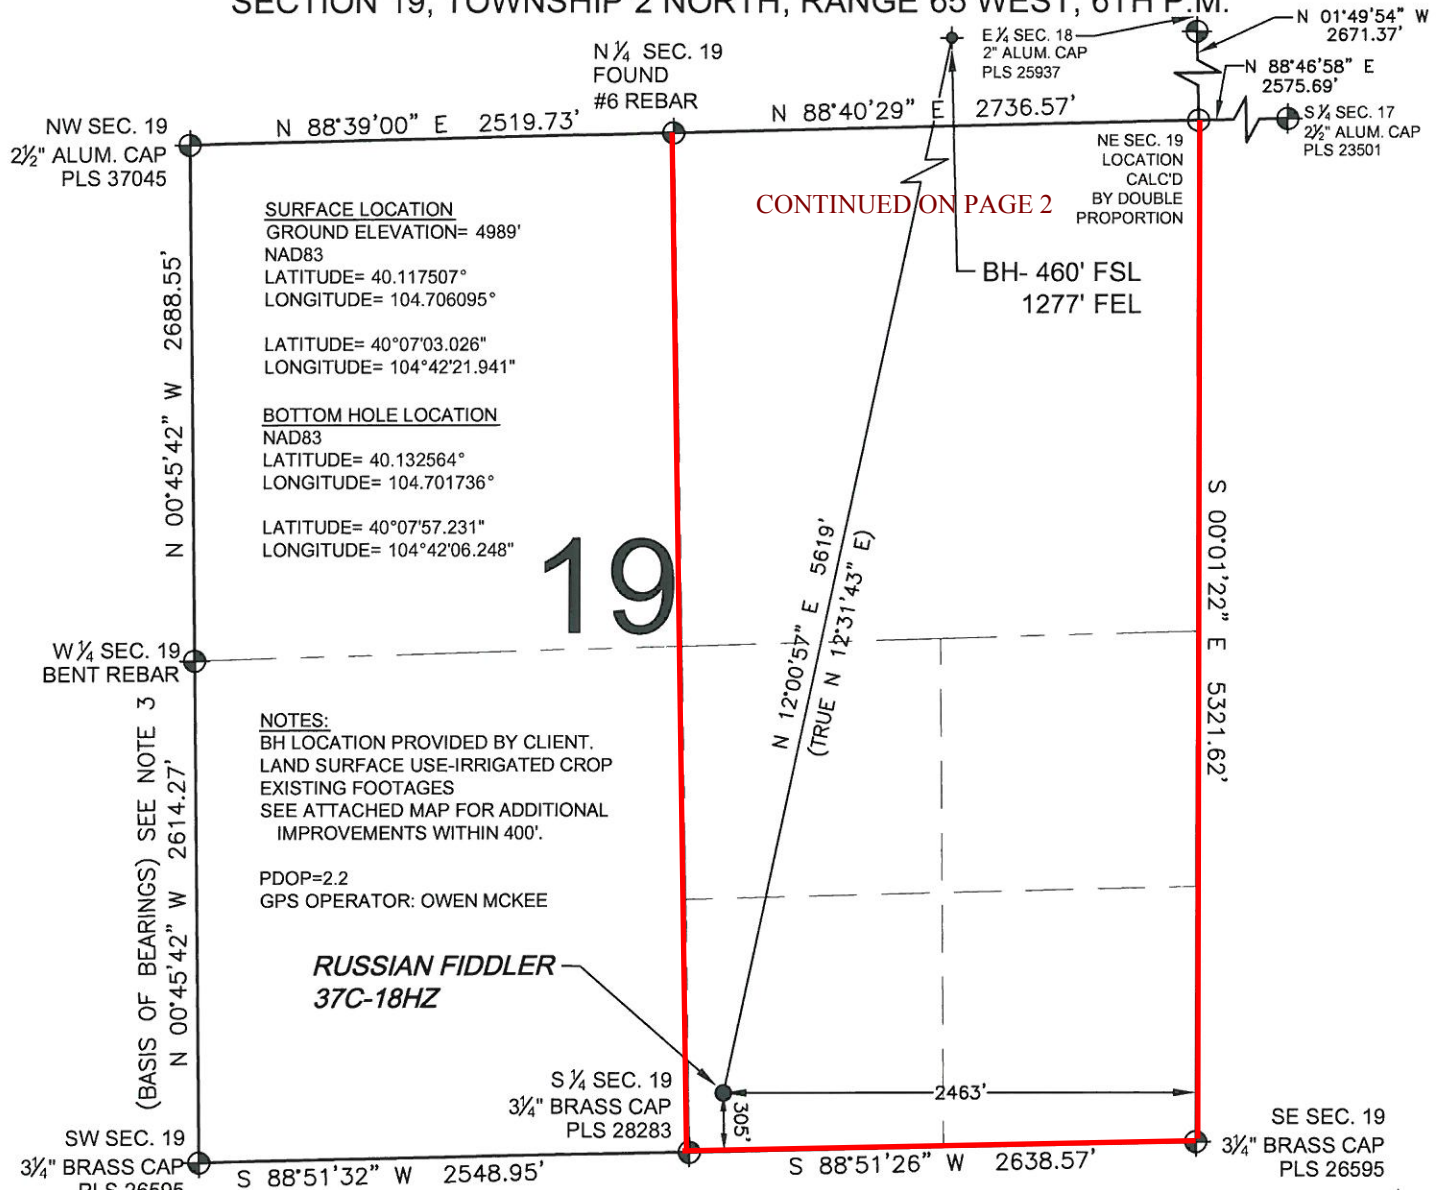 SECTION 19, TOWNSHIP 2 NORTH, RANGE 65 WEST, 6TH P.M.
N 01°49'54" W
2671.37'
E ¼ SEC. 18
2" ALUM. CAP
PLS 25937
N ¼ SEC. 19
FOUND
#6 REBAR
N 88°46'58" E
2575.69'
S ¼ SEC. 17
2½" ALUM. CAP
PLS 23501
NW SEC. 19
2½" ALUM. CAP
PLS 37045
N 88°39'00" E 2519.73'
N 88°40'29" E 2736.57'
NE SEC. 19
LOCATION
CALC'D
BY DOUBLE
PROPORTION
CONTINUED ON PAGE 2
BH- 460' FSL
1277' FEL
SURFACE LOCATION
GROUND ELEVATION= 4989'
NAD83
LATITUDE= 40.117507°
LONGITUDE= 104.706095°
LATITUDE= 40°07'03.026"
LONGITUDE= 104°42'21.941"
BOTTOM HOLE LOCATION
NAD83
LATITUDE= 40.132564°
LONGITUDE= 104.701736°
LATITUDE= 40°07'57.231"
LONGITUDE= 104°42'06.248"
N 00°45'42" W 2688.55'
19
N 12°00'57" E 5619'
(TRUE N 12°31'43" E)
S 00°01'22" E 5321.62'
W ¼ SEC. 19
BENT REBAR
NOTES:
BH LOCATION PROVIDED BY CLIENT.
LAND SURFACE USE-IRRIGATED CROP
EXISTING FOOTAGES
SEE ATTACHED MAP FOR ADDITIONAL
IMPROVEMENTS WITHIN 400'.
PDOP=2.2
GPS OPERATOR: OWEN MCKEE
(BASIS OF BEARINGS) SEE NOTE 3
N 00°45'42" W 2614.27'
RUSSIAN FIDDLER
37C-18HZ
S ¼ SEC. 19
3¼" BRASS CAP
PLS 28283
2463'
305'
SW SEC. 19
3¼" BRASS CAP
PLS 26595
SE SEC. 19
3¼" BRASS CAP
PLS 26595
S 88°51'32" W 2548.95'
S 88°51'26" W 2638.57'